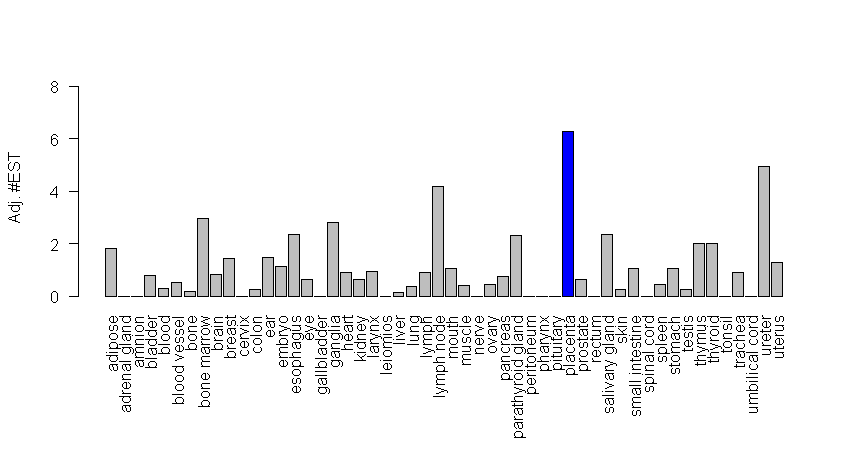 Adj. #EST
8
6
4
2
0
adipose
adrenal gland
amnion
bladder
blood
blood vessel
bone
bone marrow
brain
breast
cervix
colon
ear
embryo
esophagus
eye
gallbladder
ganglia
heart
kidney
larynx
leiomios
liver
lung
lymph
lymph node
mouth
muscle
nerve
ovary
pancreas
parathyroid gland
peritoneum
pharynx
pituitary
placenta
prostate
rectum
salivary gland
skin
small intestine
spinal cord
spleen
stomach
testis
thymus
thyroid
tonsil
trachea
umbilical cord
ureter
uterus